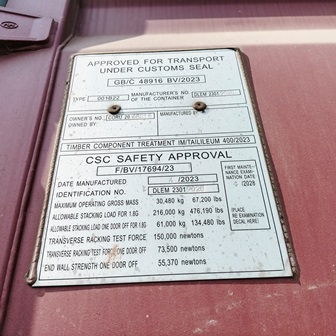 APPROVED FOR TRANSPORT
UNDER CUSTOMS SEAL
GB/C 48916 BV/2023
TYPE 001B22 MANUFACTURER'S NO. OF THE CONTAINER DLEM 2301
OWNER'S NO. MANUFACTURED BY
OWNED BY
TIMBER COMPONENT TREATMENT IM/TAILILEUM 400/2023
CSC SAFETY APPROVAL
F/BV/17694/23
DATE MANUFACTURED /2023
IDENTIFICATION NO. DLEM 2301
MAXIMUM OPERATING GROSS MASS 30,480 kg 67,200 lbs
ALLOWABLE STACKING LOAD FOR 1.8G 216,000 kg 476,190 lbs
ALLOWABLE STACKING LOAD ONE DOOR OFF FOR 1.8G 61,000 kg 134,480 lbs
TRANSVERSE RACKING TEST FORCE 150,000 newtons
TRANSVERSE RACKING TEST FORCE ONE DOOR OFF 73,500 newtons
END WALL STRENGTH ONE DOOR OFF 55,370 newtons
FIRST MAINTE-
NANCE EXAMI-
NATION DATE
/2028
PLACE
RE-EXAMINATION
DECAL HERE!